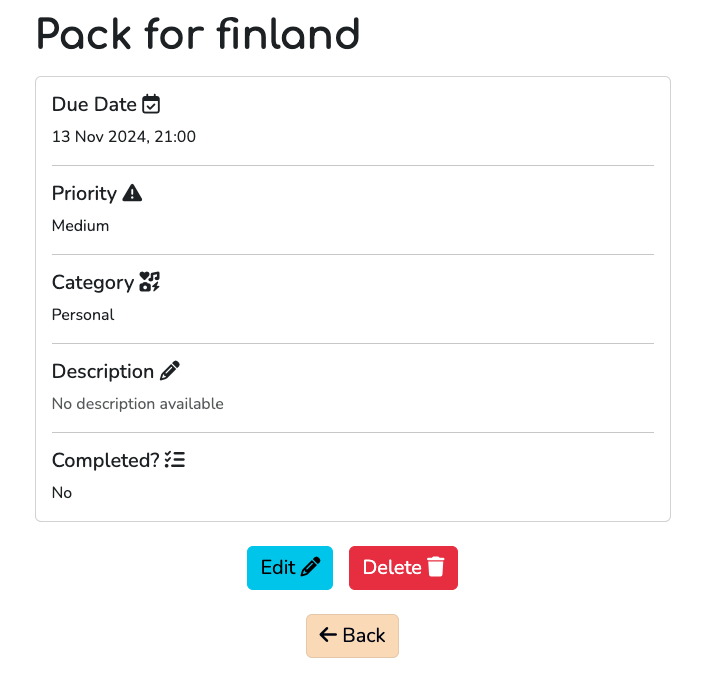 Pack for finland
Due Date
13 Nov 2024, 21:00
Priority
Medium
Category
Personal
Description
No description available
Completed?
No
Edit
Delete
Back